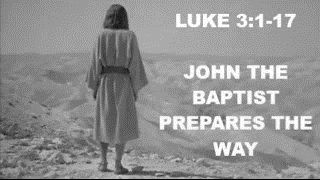 LUKE 3:1-17
JOHN THE
BAPTIST
PREPARES THE
WAY